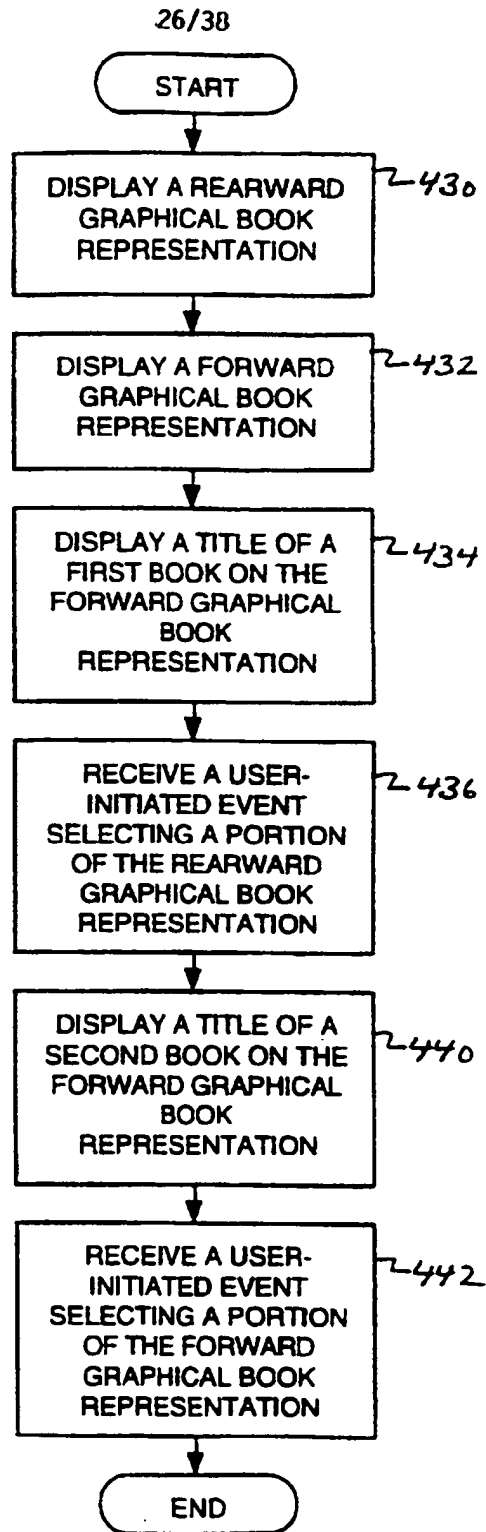 26/38
START
DISPLAY A REARWARD
GRAPHICAL BOOK
REPRESENTATION
430
DISPLAY A FORWARD
GRAPHICAL BOOK
REPRESENTATION
432
DISPLAY A TITLE OF A
FIRST BOOK ON THE
FORWARD GRAPHICAL
BOOK
REPRESENTATION
434
RECEIVE A USER-
INITIATED EVENT
SELECTING A PORTION
OF THE REARWARD
GRAPHICAL BOOK
REPRESENTATION
436
DISPLAY A TITLE OF A
SECOND BOOK ON THE
FORWARD GRAPHICAL
BOOK
REPRESENTATION
440
RECEIVE A USER-
INITIATED EVENT
SELECTING A PORTION
OF THE FORWARD
GRAPHICAL BOOK
REPRESENTATION
442
END